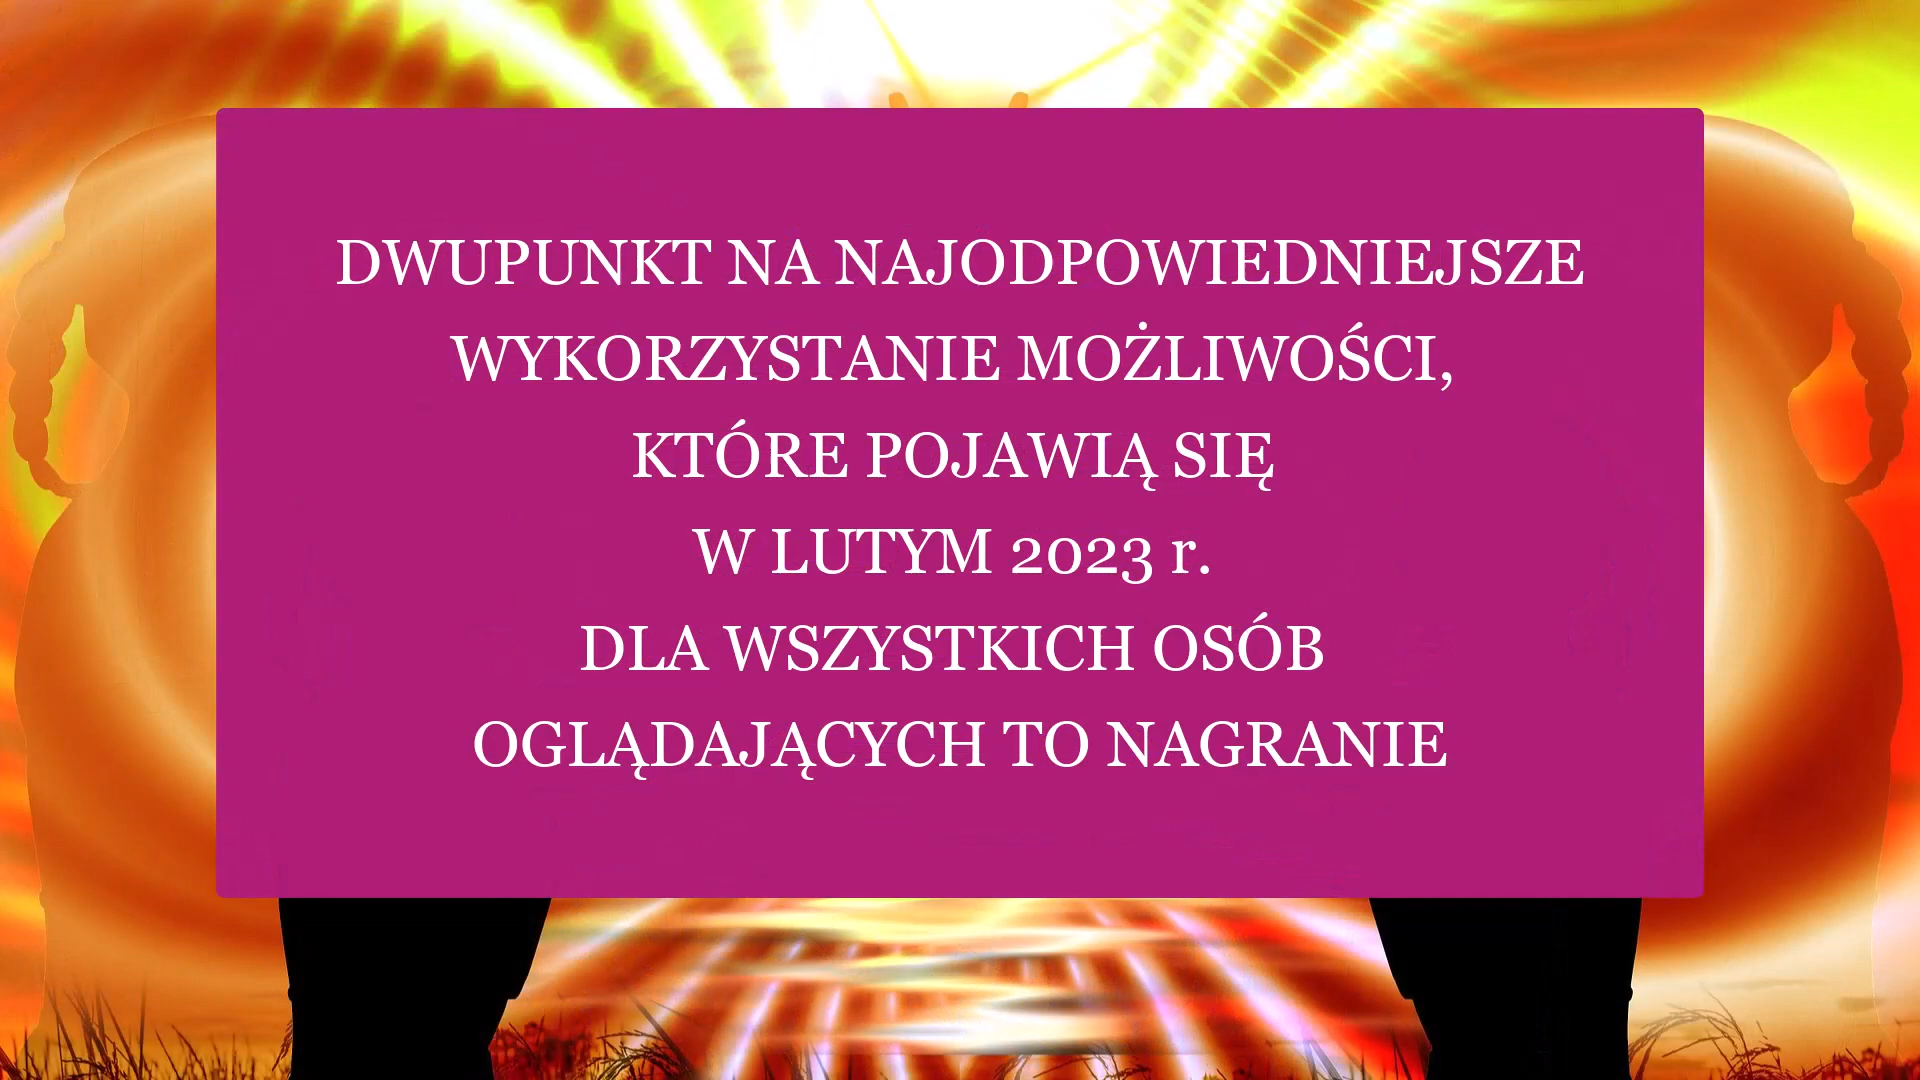 DWUPUNKT NA NAJODPOWIEDNIEJSZE
WYKORZYSTANIE MOŻLIWOŚCI,
KTÓRE POJAWIĄ SIĘ
W LUTYM 2023 r.
DLA WSZYSTKICH OSÓB
OGLĄDAJĄCYCH TO NAGRANIE